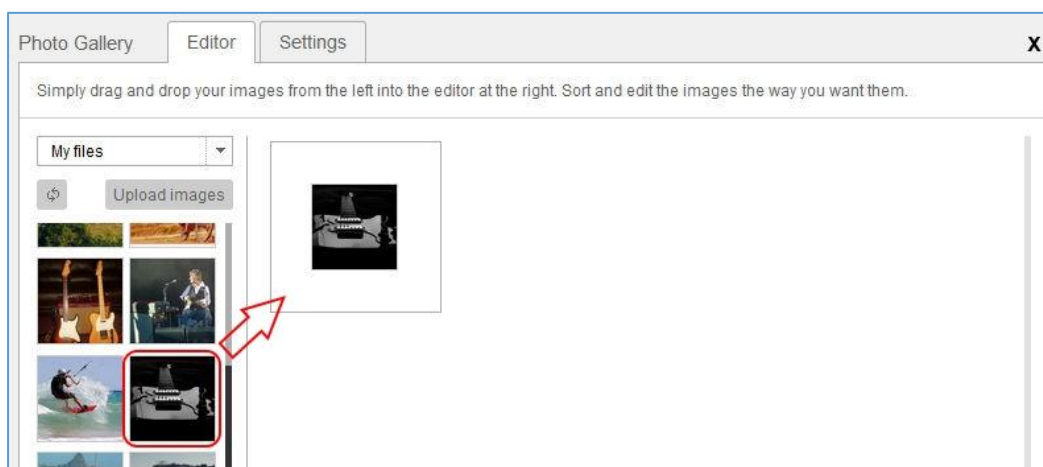 Photo Gallery Editor Settings X
Simply drag and drop your images from the left into the editor at the right. Sort and edit the images the way you want them.
My files
Upload images